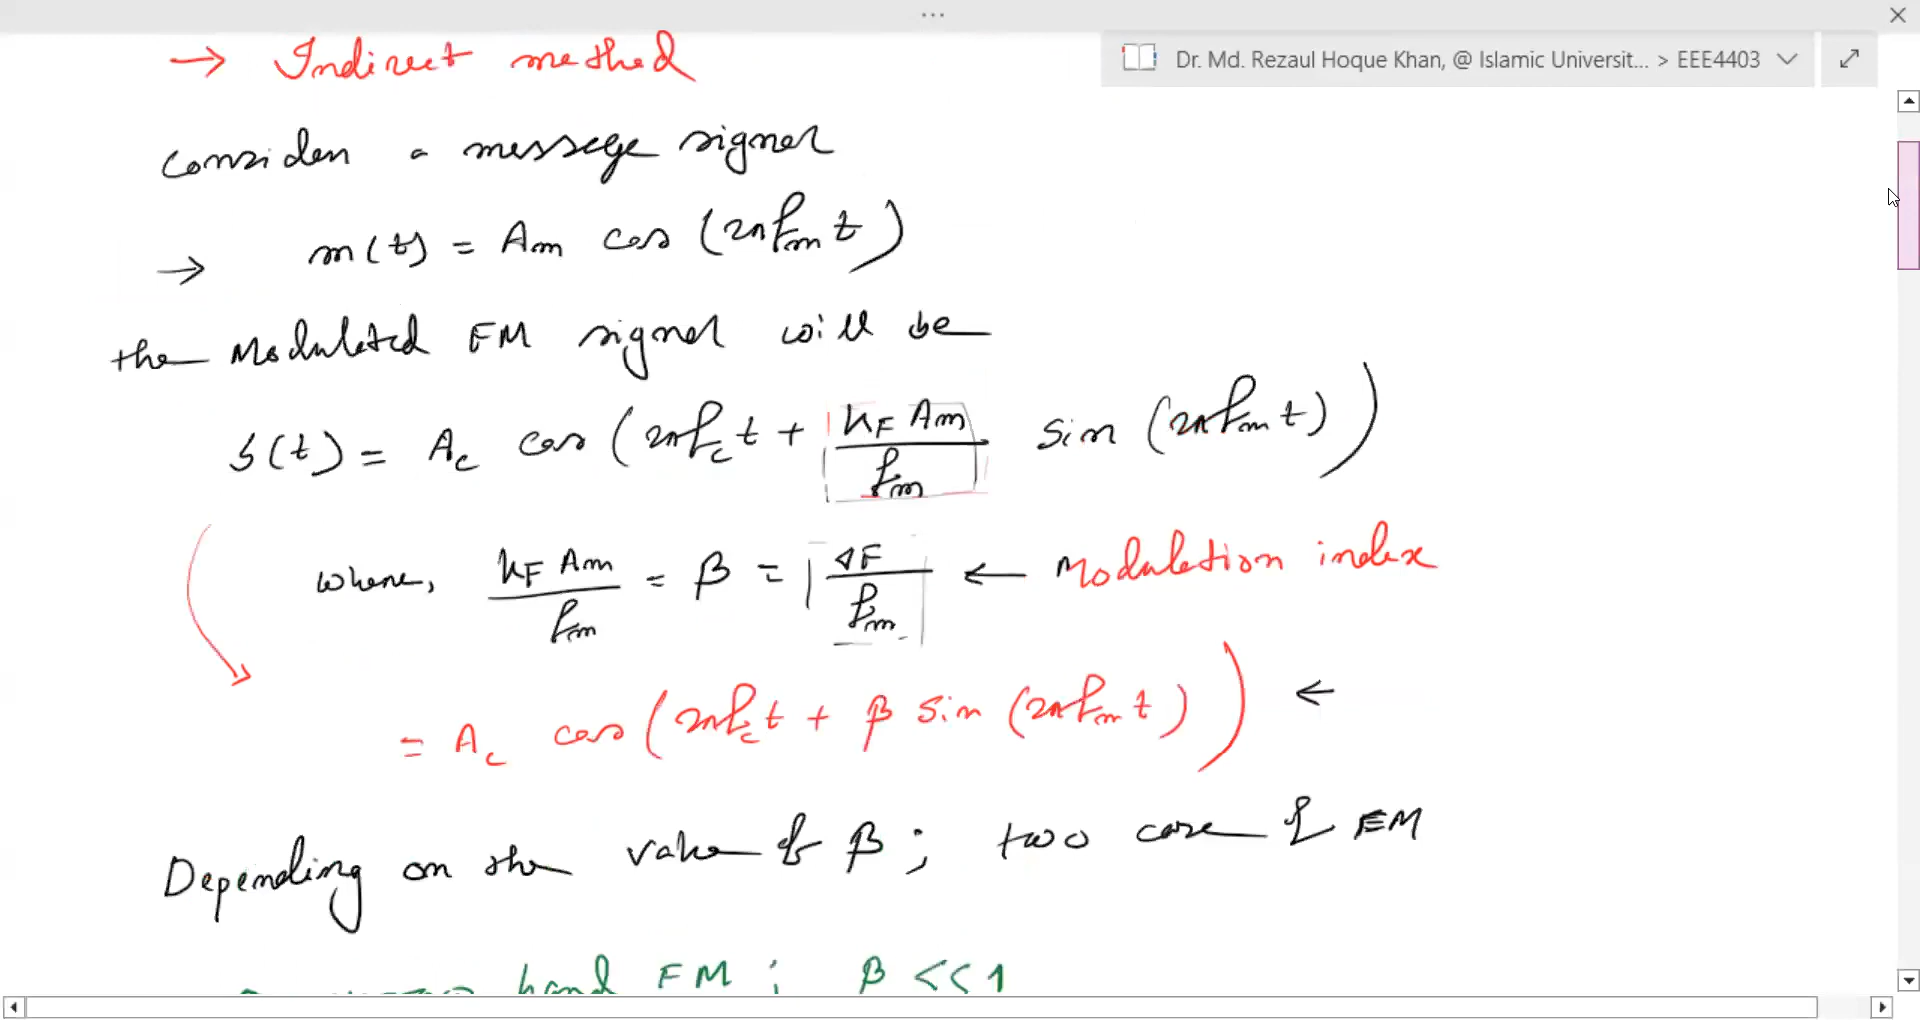 ...
→ Indirect method
Dr. Md. Rezaul Hoque Khan, @ Islamic Universit... > EEE4403
Consider a message signal
→ m(t) = Am cos (2πfm t)
the Modulated FM signal will be
s(t) = Ac cos (2πfc t + kF Am / fm sin (2πfm t))
where, kF Am / fm = β = ΔF / fm ← Modulation index
= Ac cos (2πfc t + β sin (2πfm t)) ←
Depending on the value of β ; two case of FM
band FM ; β << 1